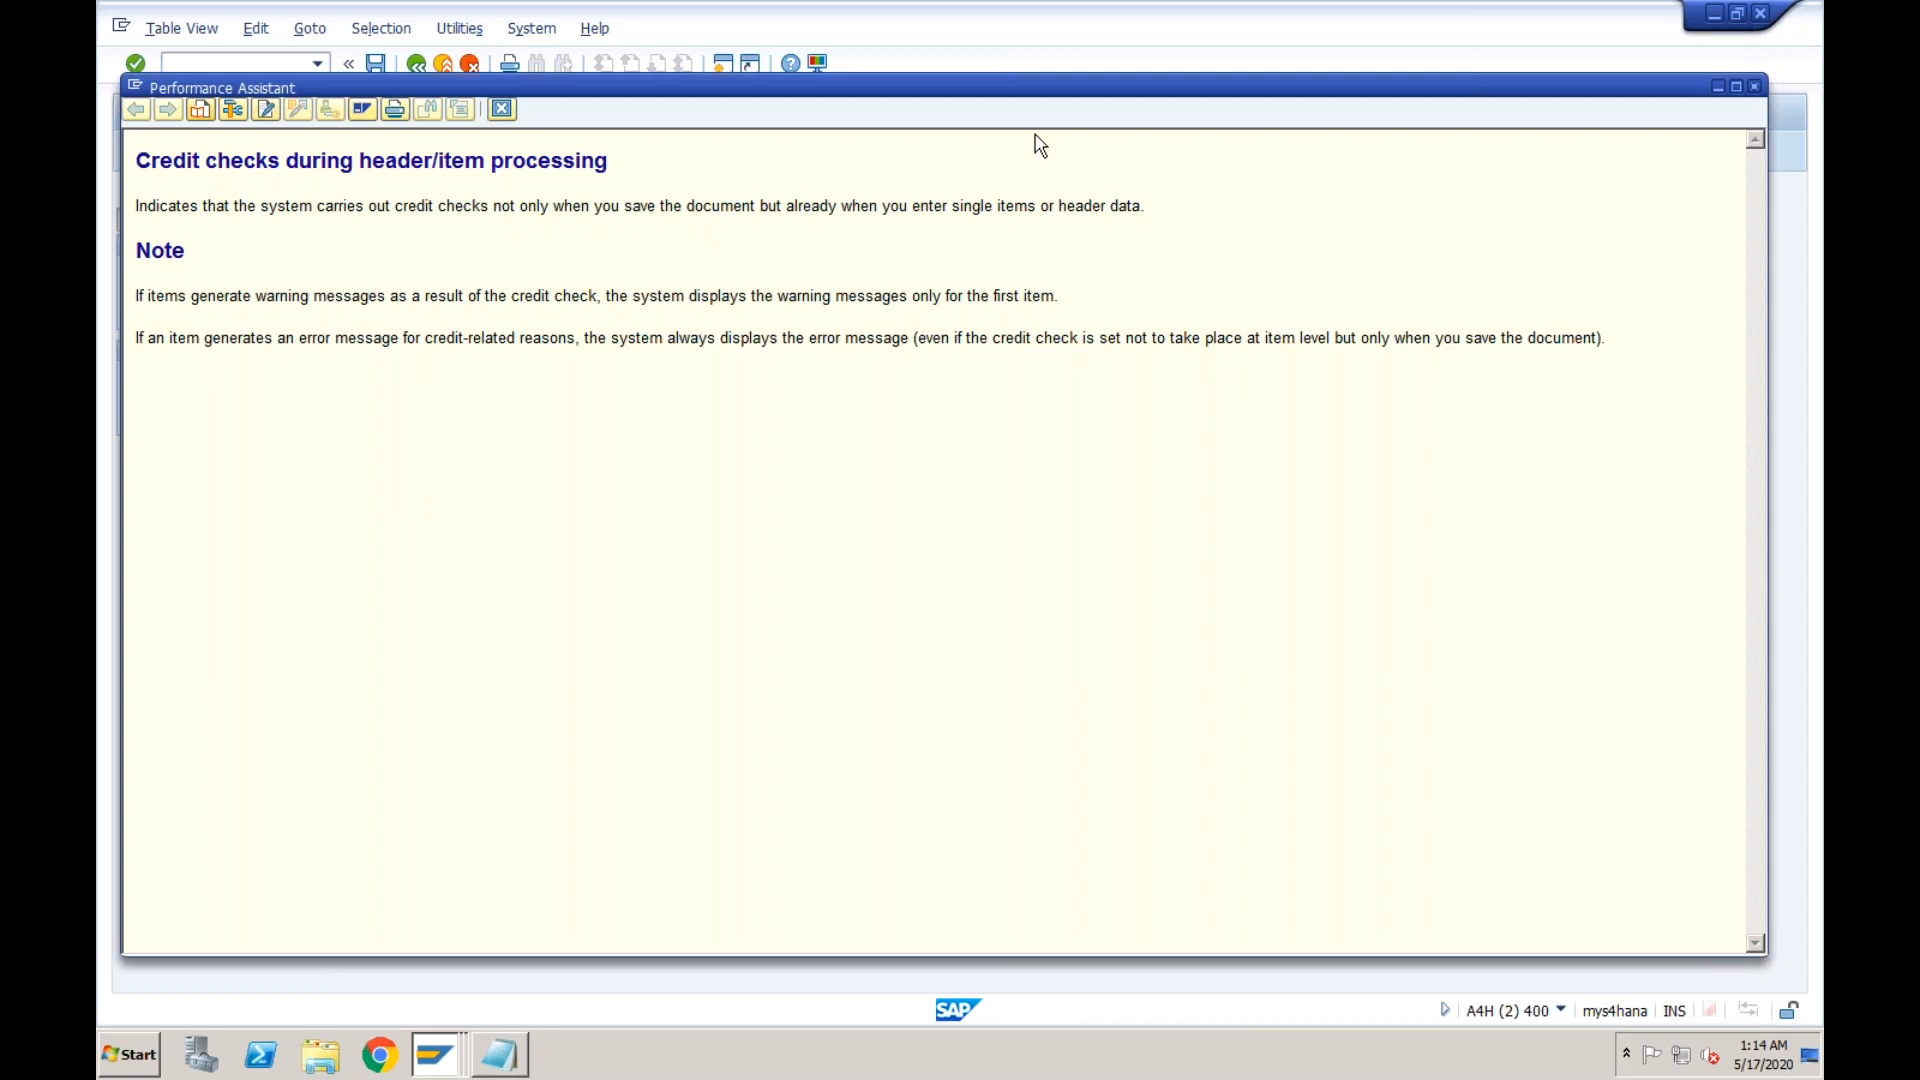 Table View Edit Goto Selection Utilities System Help
Performance Assistant
Credit checks during header/item processing
Indicates that the system carries out credit checks not only when you save the document but already when you enter single items or header data.
Note
If items generate warning messages as a result of the credit check, the system displays the warning messages only for the first item.
If an item generates an error message for credit-related reasons, the system always displays the error message (even if the credit check is set not to take place at item level but only when you save the document).
SAP
A4H (2) 400 mys4hana INS
Start
1:14 AM
5/17/2020